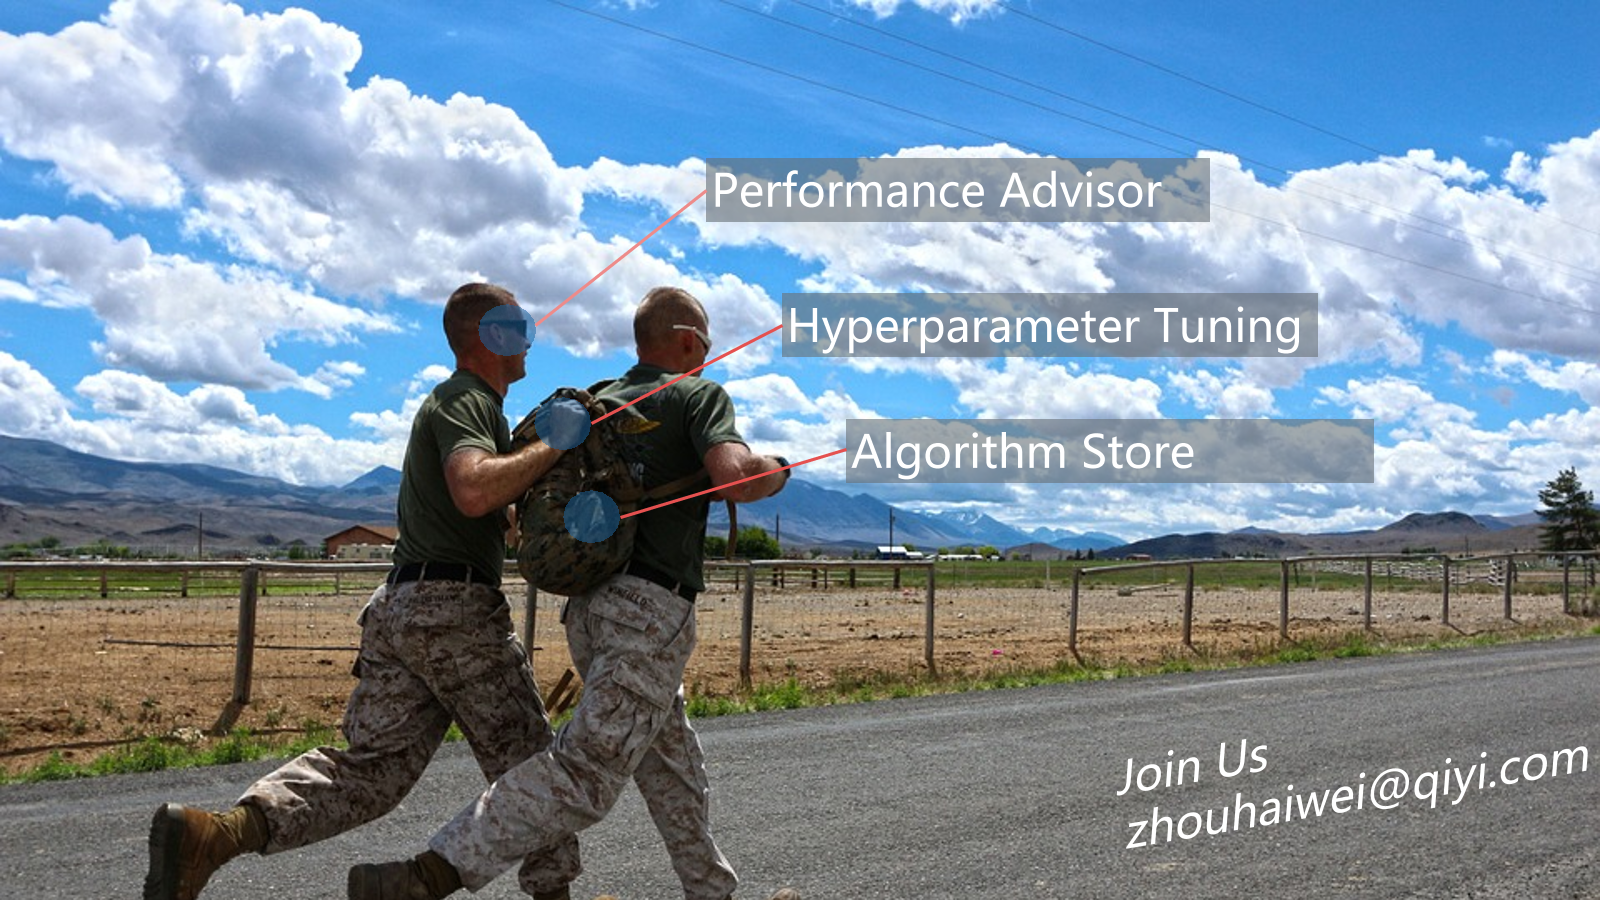 Performance Advisor
Hyperparameter Tuning
Algorithm Store
Join Us
zhouhaiwei@qiyi.com